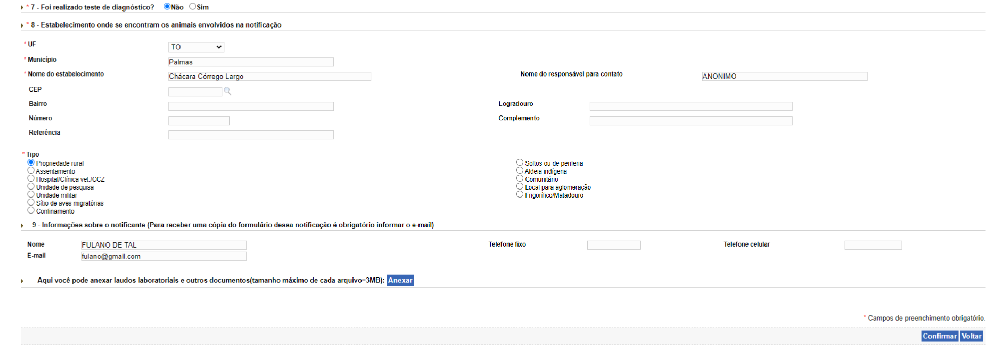 * 7 - Foi realizado teste de diagnóstico? Não Sim
* 8 - Estabelecimento onde se encontram os animais envolvidos na notificação
* UF TO
* Município Palmas
* Nome do estabelecimento Chácara Córrego Largo Nome do responsável para contato ANONIMO
CEP
Bairro Logradouro
Número Complemento
Referência
* Tipo
Propriedade rural Soltos ou de periferia
Assentamento Aldeia indígena
Hospital/Clínica vet./CCZ Comunitário
Unidade de pesquisa Local para aglomeração
Unidade militar Frigorífico/Matadouro
Sítio de aves migratórias
Confinamento
9 - Informações sobre o notificante (Para receber uma cópia do formulário dessa notificação é obrigatório informar o e-mail)
Nome FULANO DE TAL Telefone fixo Telefone celular
E-mail fulano@gmail.com
Aqui você pode anexar laudos laboratoriais e outros documentos(tamanho máximo de cada arquivo=3MB): Anexar
* Campos de preenchimento obrigatório.
Confirmar Voltar